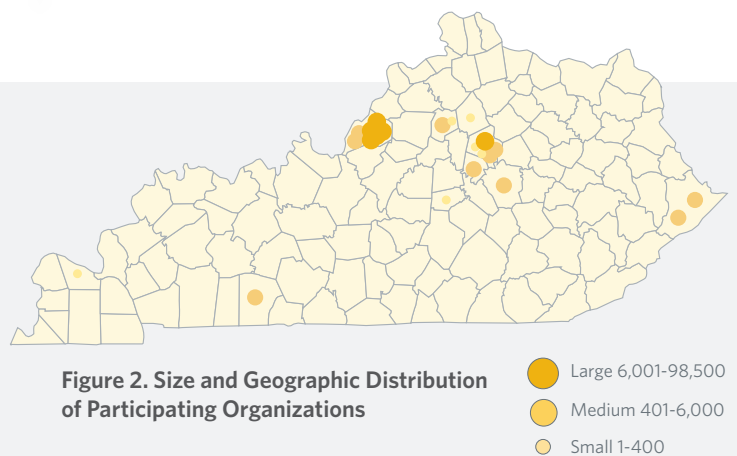 Figure 2. Size and Geographic Distribution
of Participating Organizations
Large 6,001-98,500
Medium 401-6,000
Small 1-400